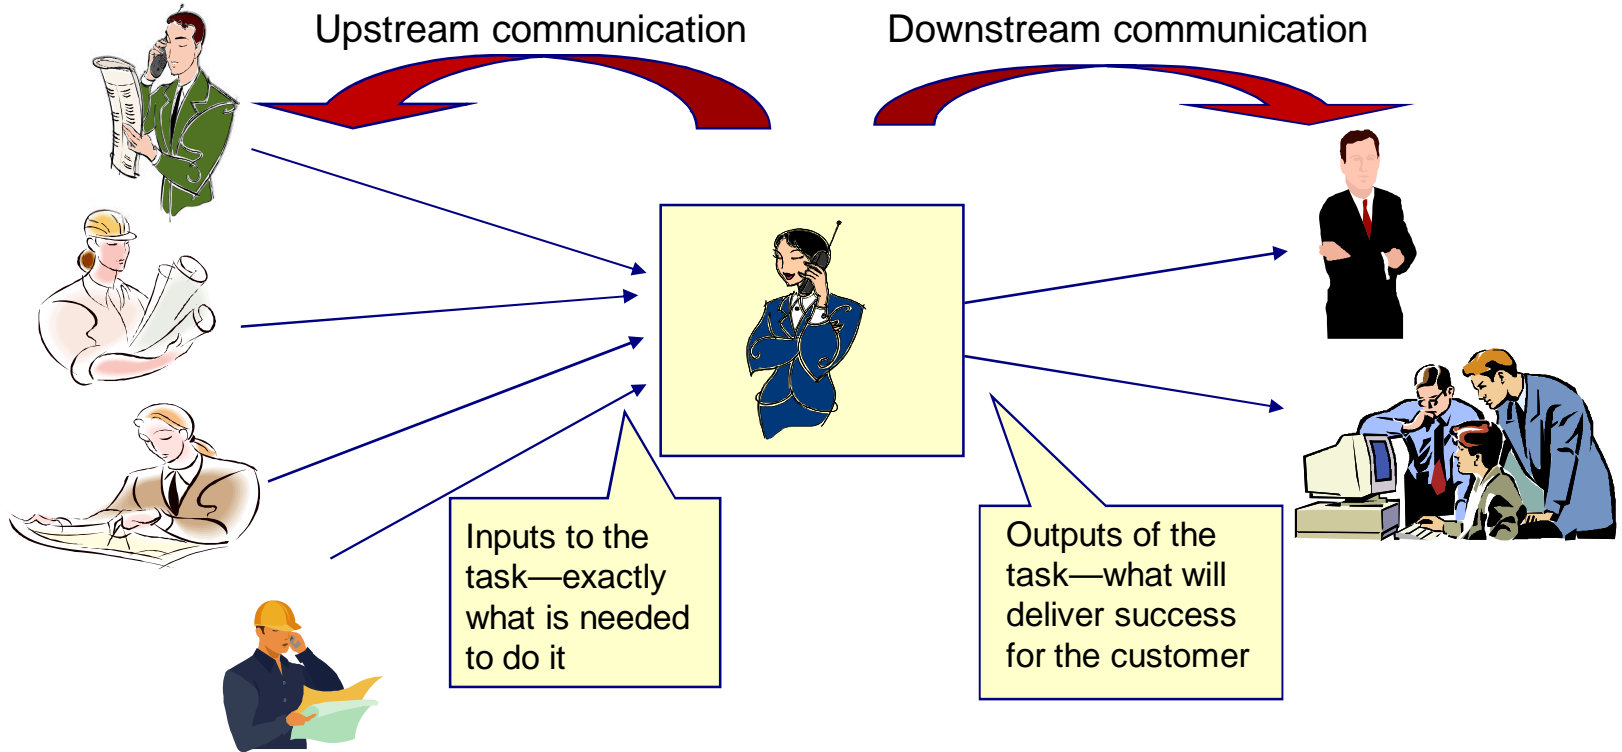 Upstream communication
Downstream communication
Inputs to the
task—exactly
what is needed
to do it
Outputs of the
task—what will
deliver success
for the customer